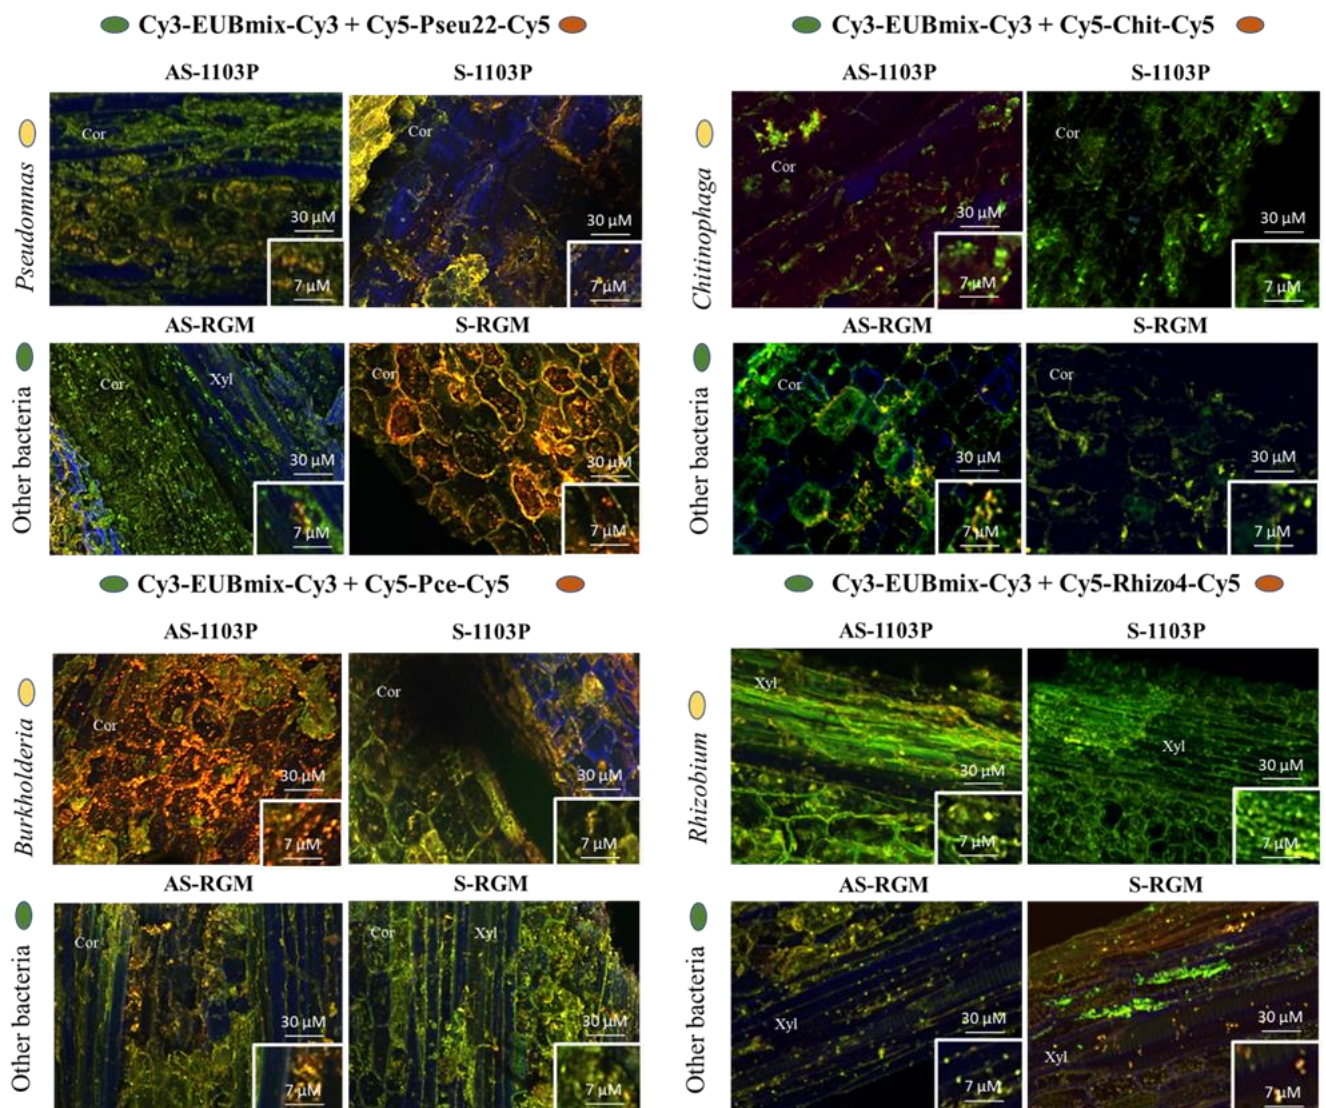 Cy3-EUBmix-Cy3 + Cy5-Pseu22-Cy5
AS-1103P
S-1103P
Pseudomnas
Cor
30 µM
7 µM
Cor
30 µM
7 µM
AS-RGM
S-RGM
Other bacteria
Cor
Xyl
30 µM
7 µM
Cor
30 µM
7 µM
Cy3-EUBmix-Cy3 + Cy5-Chit-Cy5
AS-1103P
S-1103P
Chitinophaga
Cor
30 µM
7 µM
Cor
30 µM
7 µM
AS-RGM
S-RGM
Other bacteria
Cor
30 µM
7 µM
Cor
30 µM
7 µM
Cy3-EUBmix-Cy3 + Cy5-Pce-Cy5
AS-1103P
S-1103P
Burkholderia
Cor
30 µM
7 µM
Cor
30 µM
7 µM
AS-RGM
S-RGM
Other bacteria
Cor
30 µM
7 µM
Cor
Xyl
30 µM
7 µM
Cy3-EUBmix-Cy3 + Cy5-Rhizo4-Cy5
AS-1103P
S-1103P
Rhizobium
Xyl
30 µM
7 µM
Xyl
30 µM
7 µM
AS-RGM
S-RGM
Other bacteria
Xyl
30 µM
7 µM
Xyl
30 µM
7 µM